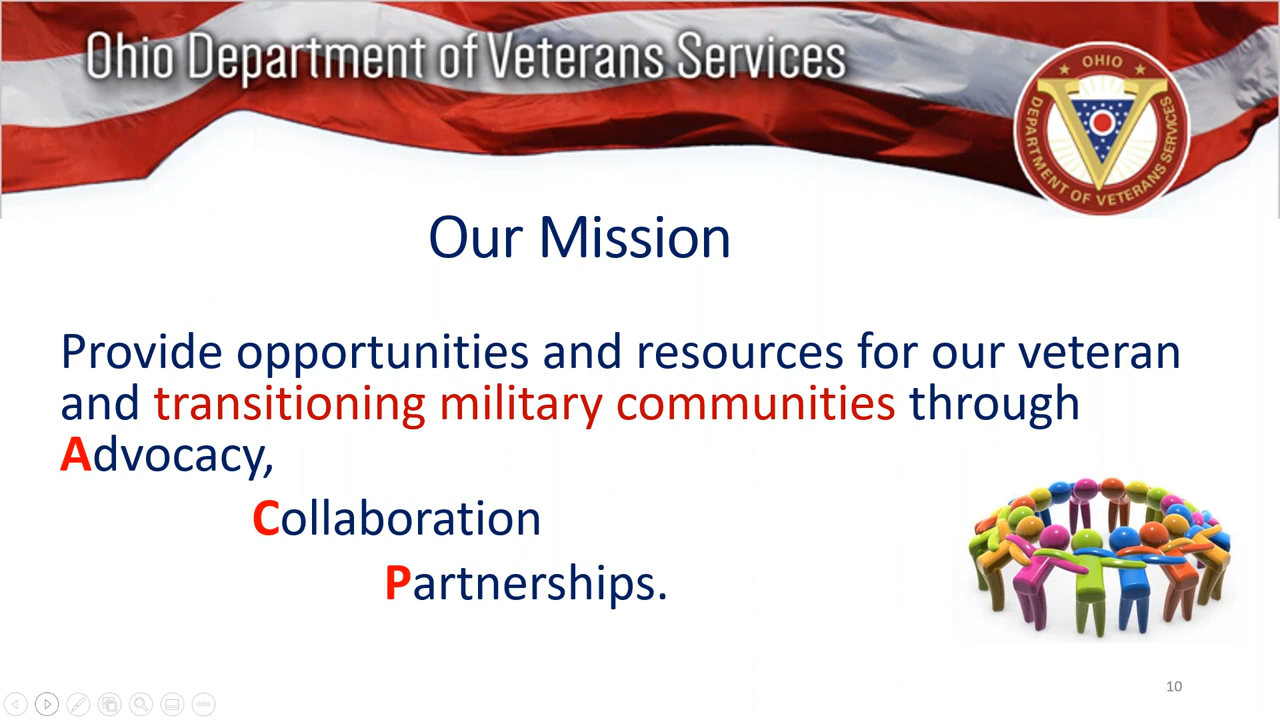 Ohio Department of Veterans Services
OHIO
DEPARTMENT OF VETERANS SERVICES
V
Our Mission
Provide opportunities and resources for our veteran
and transitioning military communities through
Advocacy,
Collaboration
Partnerships.
10